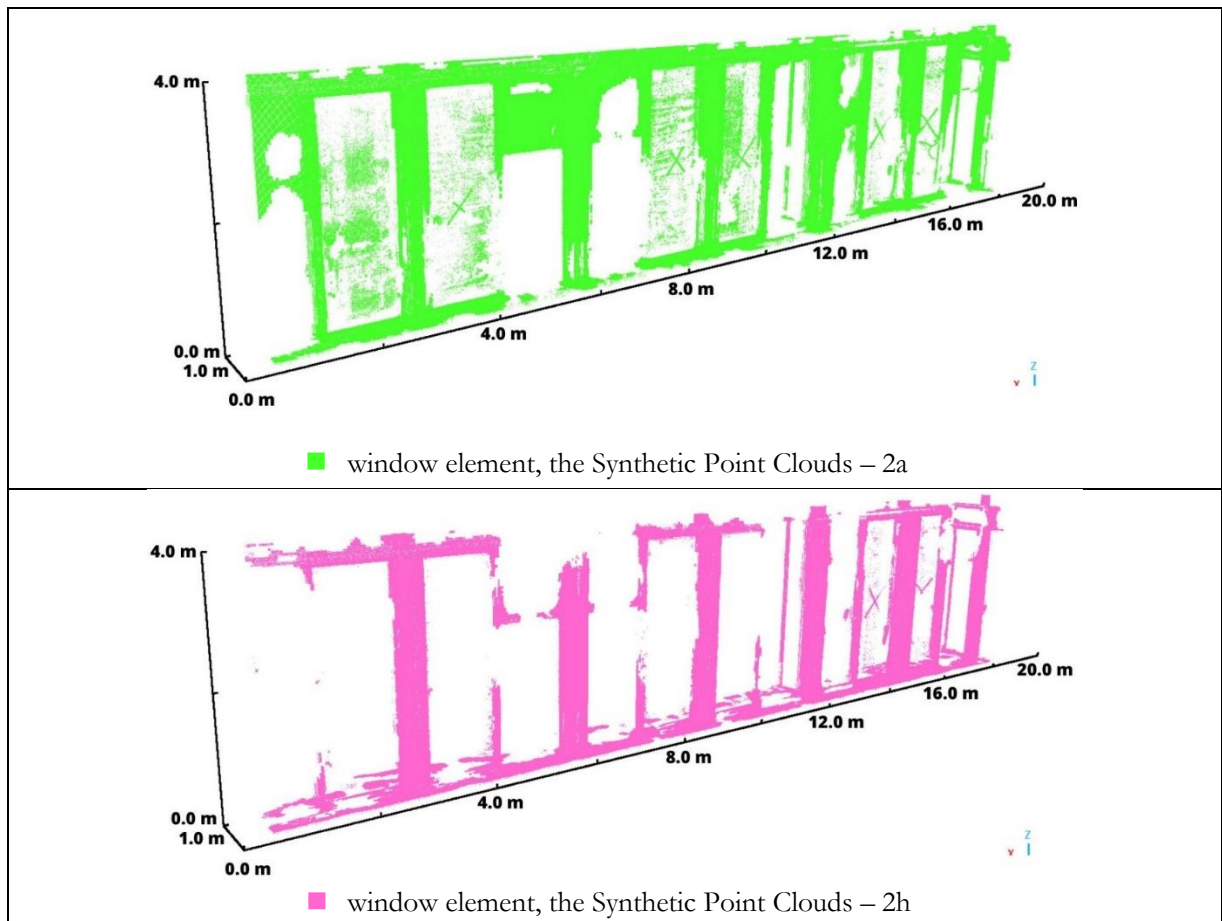 4.0 m
0.0 m
1.0 m
0.0 m
4.0 m
8.0 m
12.0 m
16.0 m
20.0 m
Z
Y
window element, the Synthetic Point Clouds – 2a
4.0 m
0.0 m
1.0 m
0.0 m
4.0 m
8.0 m
12.0 m
16.0 m
20.0 m
Z
Y
window element, the Synthetic Point Clouds – 2h